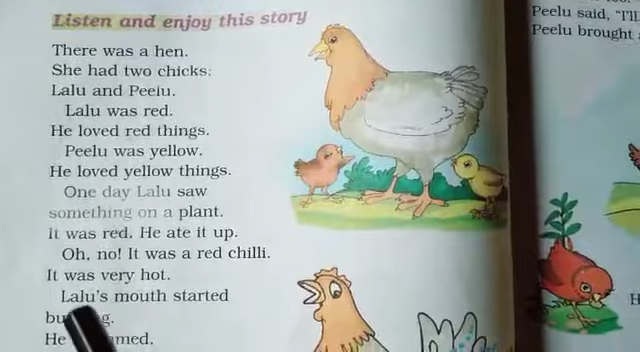 Listen and enjoy this story
There was a hen.
She had two chicks:
Lalu and Peelu.
Lalu was red.
He loved red things.
Peelu was yellow.
He loved yellow things.
One day Lalu saw
something on a plant.
It was red. He ate it up.
Oh, no! It was a red chilli.
It was very hot.
Lalu's mouth started
He
Peelu said, "I'll
Peelu brought